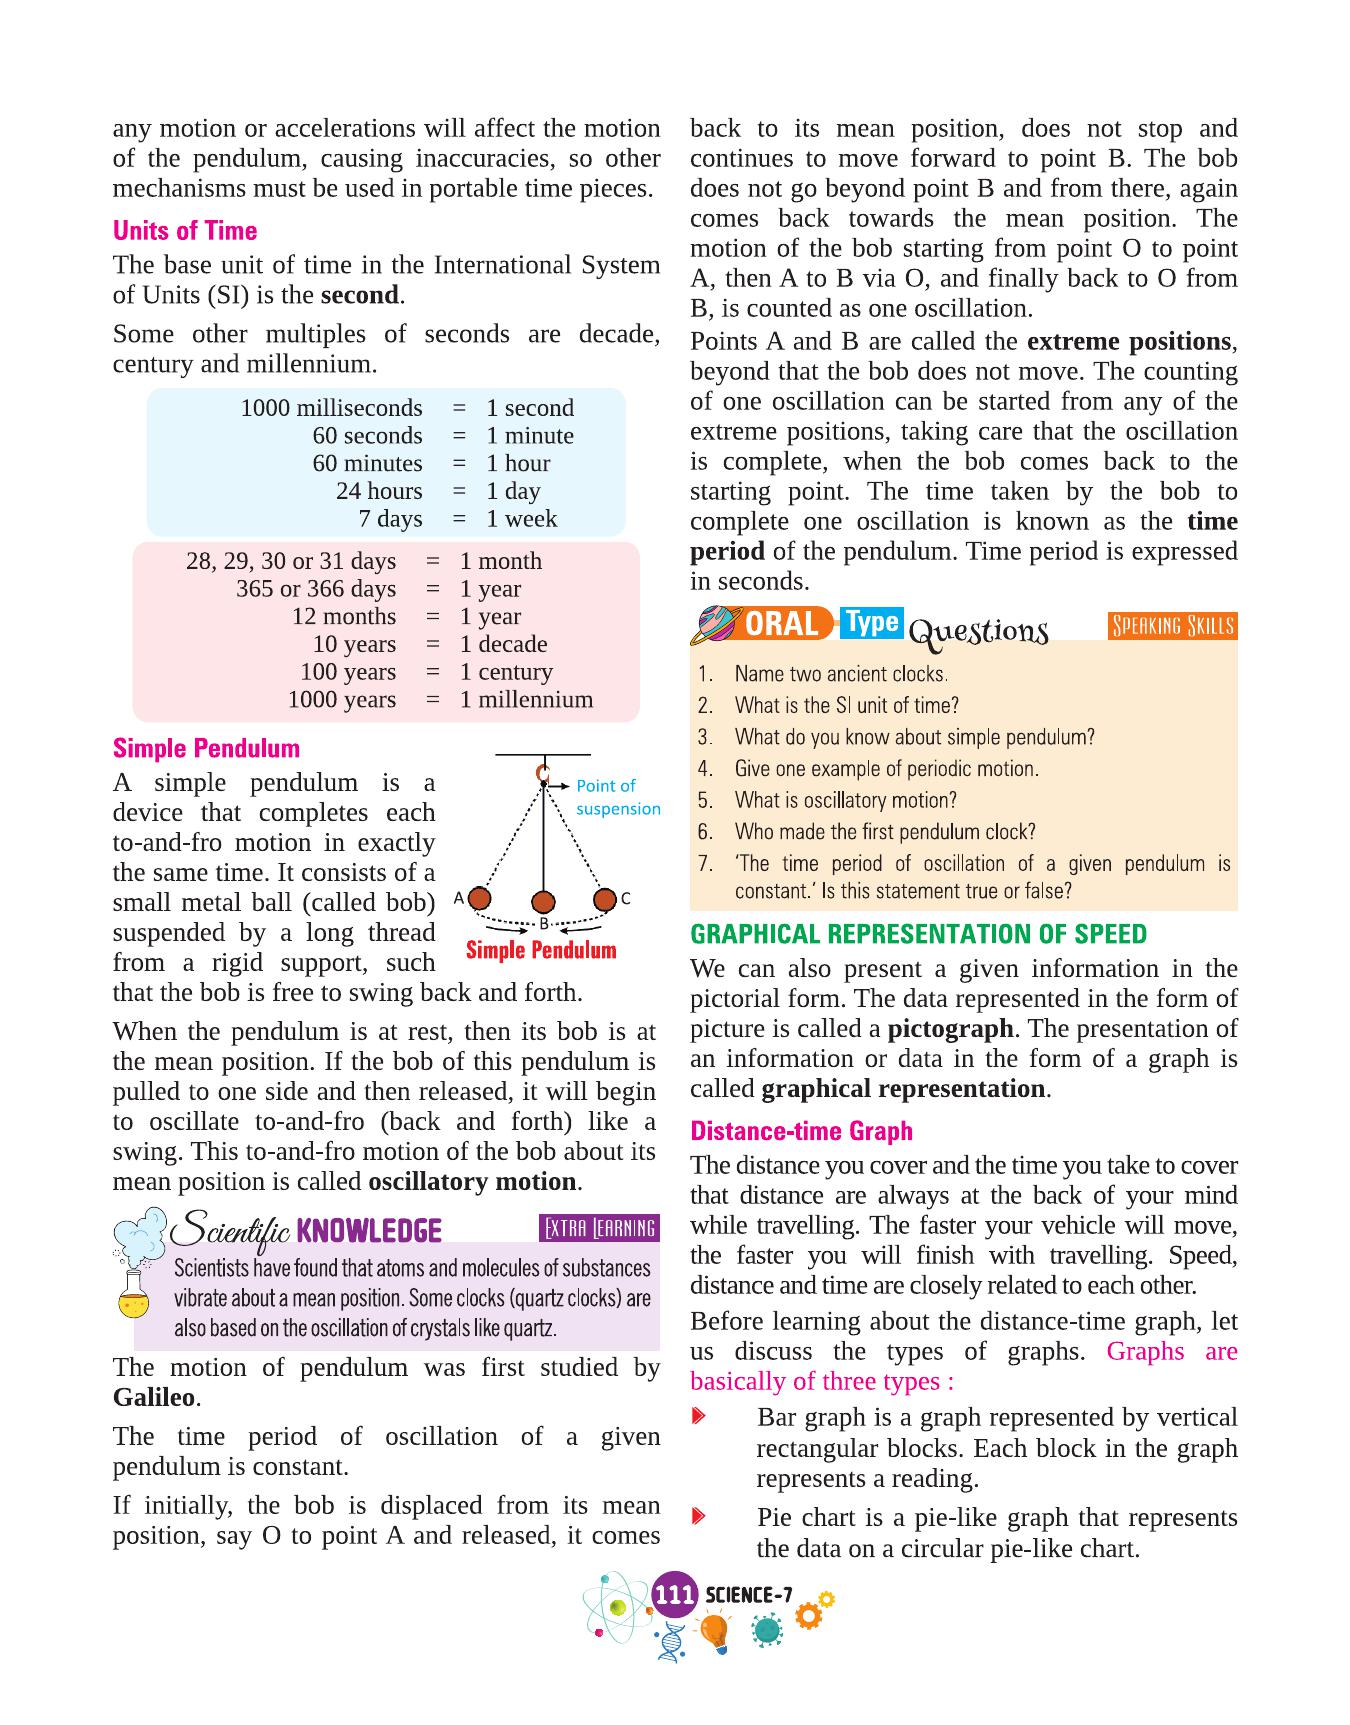 any motion or accelerations will affect the motion
of the pendulum, causing inaccuracies, so other
mechanisms must be used in portable time pieces.
Units of Time
The base unit of time in the International System
of Units (SI) is the second.
Some other multiples of seconds are decade,
century and millennium.
1000 milliseconds = 1 second
60 seconds = 1 minute
60 minutes = 1 hour
24 hours = 1 day
7 days = 1 week
28, 29, 30 or 31 days = 1 month
365 or 366 days = 1 year
12 months = 1 year
10 years = 1 decade
100 years = 1 century
1000 years = 1 millennium
Simple Pendulum
A simple pendulum is a
device that completes each
to-and-fro motion in exactly
the same time. It consists of a
small metal ball (called bob)
suspended by a long thread
from a rigid support, such
that the bob is free to swing back and forth.
Point of
suspension
A
B
C
Simple Pendulum
When the pendulum is at rest, then its bob is at
the mean position. If the bob of this pendulum is
pulled to one side and then released, it will begin
to oscillate to-and-fro (back and forth) like a
swing. This to-and-fro motion of the bob about its
mean position is called oscillatory motion.
Scientific KNOWLEDGE EXTRA LEARNING
Scientists have found that atoms and molecules of substances
vibrate about a mean position. Some clocks (quartz clocks) are
also based on the oscillation of crystals like quartz.
The motion of pendulum was first studied by
Galileo.
The time period of oscillation of a given
pendulum is constant.
If initially, the bob is displaced from its mean
position, say O to point A and released, it comes
back to its mean position, does not stop and
continues to move forward to point B. The bob
does not go beyond point B and from there, again
comes back towards the mean position. The
motion of the bob starting from point O to point
A, then A to B via O, and finally back to O from
B, is counted as one oscillation.
Points A and B are called the extreme positions,
beyond that the bob does not move. The counting
of one oscillation can be started from any of the
extreme positions, taking care that the oscillation
is complete, when the bob comes back to the
starting point. The time taken by the bob to
complete one oscillation is known as the time
period of the pendulum. Time period is expressed
in seconds.
ORAL Type Questions SPEAKING SKILLS
1. Name two ancient clocks.
2. What is the SI unit of time?
3. What do you know about simple pendulum?
4. Give one example of periodic motion.
5. What is oscillatory motion?
6. Who made the first pendulum clock?
7. 'The time period of oscillation of a given pendulum is
constant.' Is this statement true or false?
GRAPHICAL REPRESENTATION OF SPEED
We can also present a given information in the
pictorial form. The data represented in the form of
picture is called a pictograph. The presentation of
an information or data in the form of a graph is
called graphical representation.
Distance-time Graph
The distance you cover and the time you take to cover
that distance are always at the back of your mind
while travelling. The faster your vehicle will move,
the faster you will finish with travelling. Speed,
distance and time are closely related to each other.
Before learning about the distance-time graph, let
us discuss the types of graphs. Graphs are
basically of three types :
Bar graph is a graph represented by vertical
rectangular blocks. Each block in the graph
represents a reading.
Pie chart is a pie-like graph that represents
the data on a circular pie-like chart.
111 SCIENCE-7